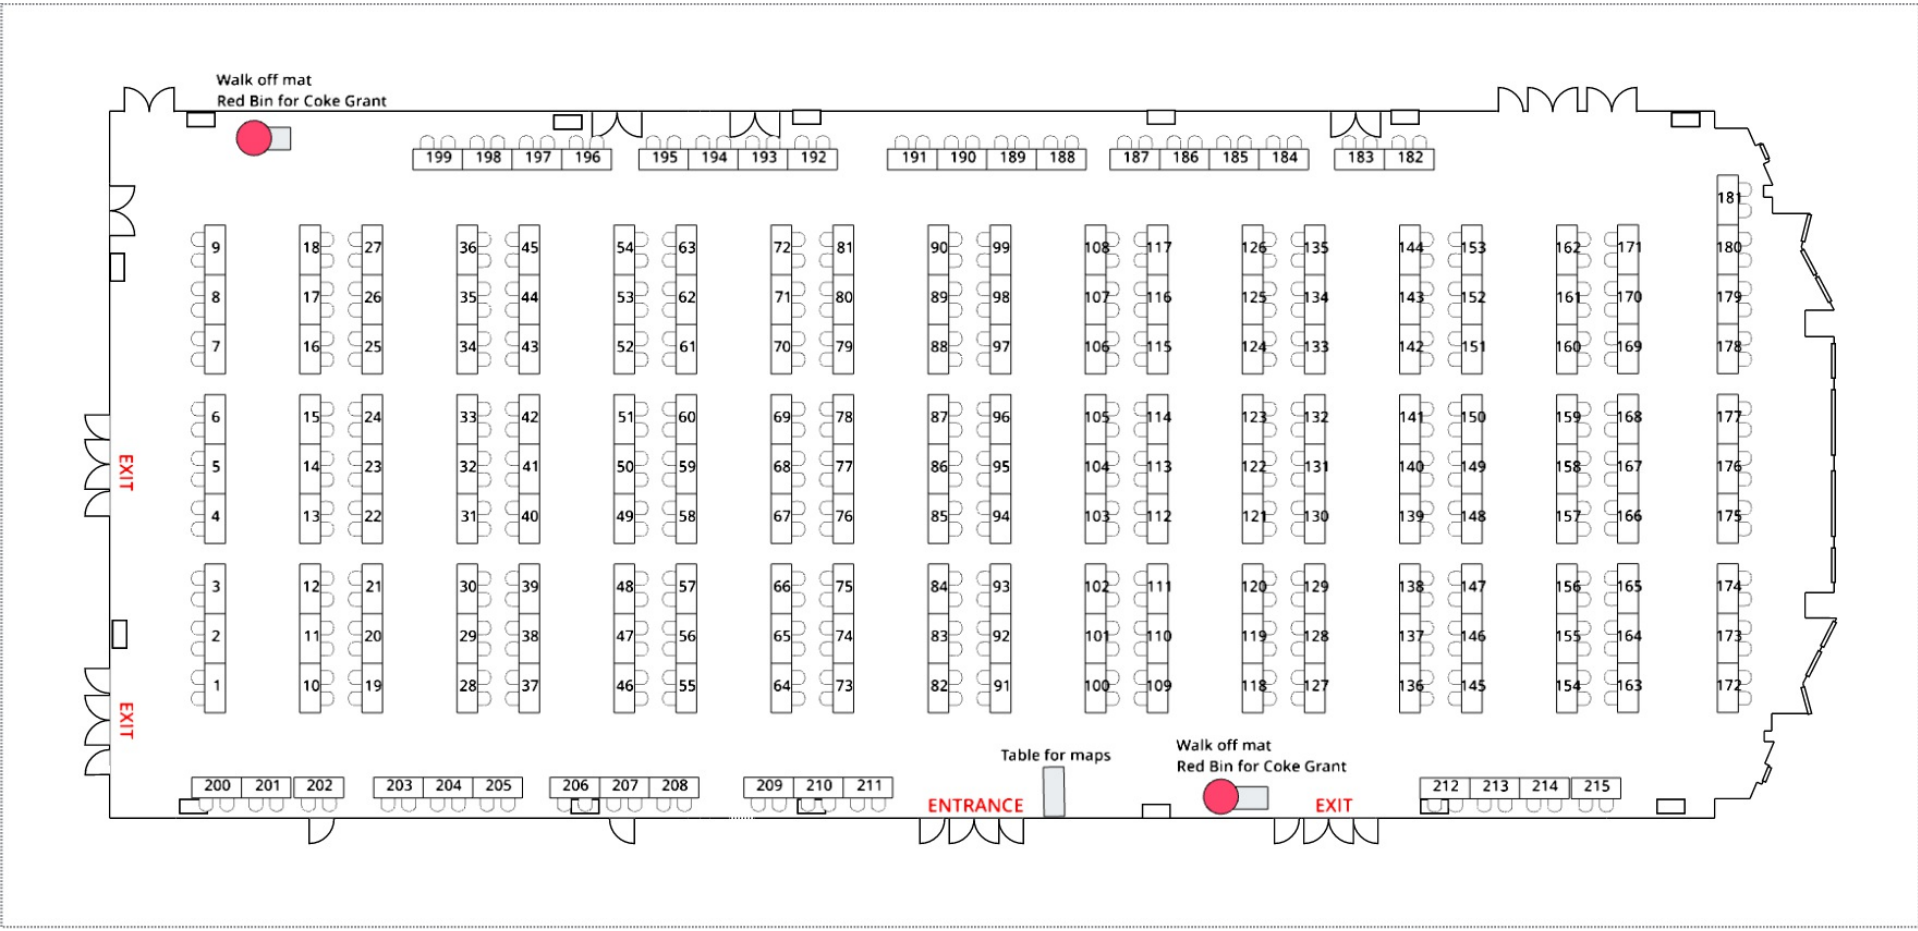 Walk off mat
Red Bin for Coke Grant
199 198 197 196 195 194 193 192 191 190 189 188 187 186 185 184 183 182
181
9 18 27 36 45 54 63 72 81 90 99 108 117 126 135 144 153 162 171 180
8 17 26 35 44 53 62 71 80 89 98 107 116 125 134 143 152 161 170 179
7 16 25 34 43 52 61 70 79 88 97 106 115 124 133 142 151 160 169 178
6 15 24 33 42 51 60 69 78 87 96 105 114 123 132 141 150 159 168 177
EXIT
5 14 23 32 41 50 59 68 77 86 95 104 113 122 131 140 149 158 167 176
4 13 22 31 40 49 58 67 76 85 94 103 112 121 130 139 148 157 166 175
3 12 21 30 39 48 57 66 75 84 93 102 111 120 129 138 147 156 165 174
2 11 20 29 38 47 56 65 74 83 92 101 110 119 128 137 146 155 164 173
1 10 19 28 37 46 55 64 73 82 91 100 109 118 127 136 145 154 163 172
EXIT
Table for maps
Walk off mat
Red Bin for Coke Grant
200 201 202 203 204 205 206 207 208 209 210 211 212 213 214 215
ENTRANCE
EXIT